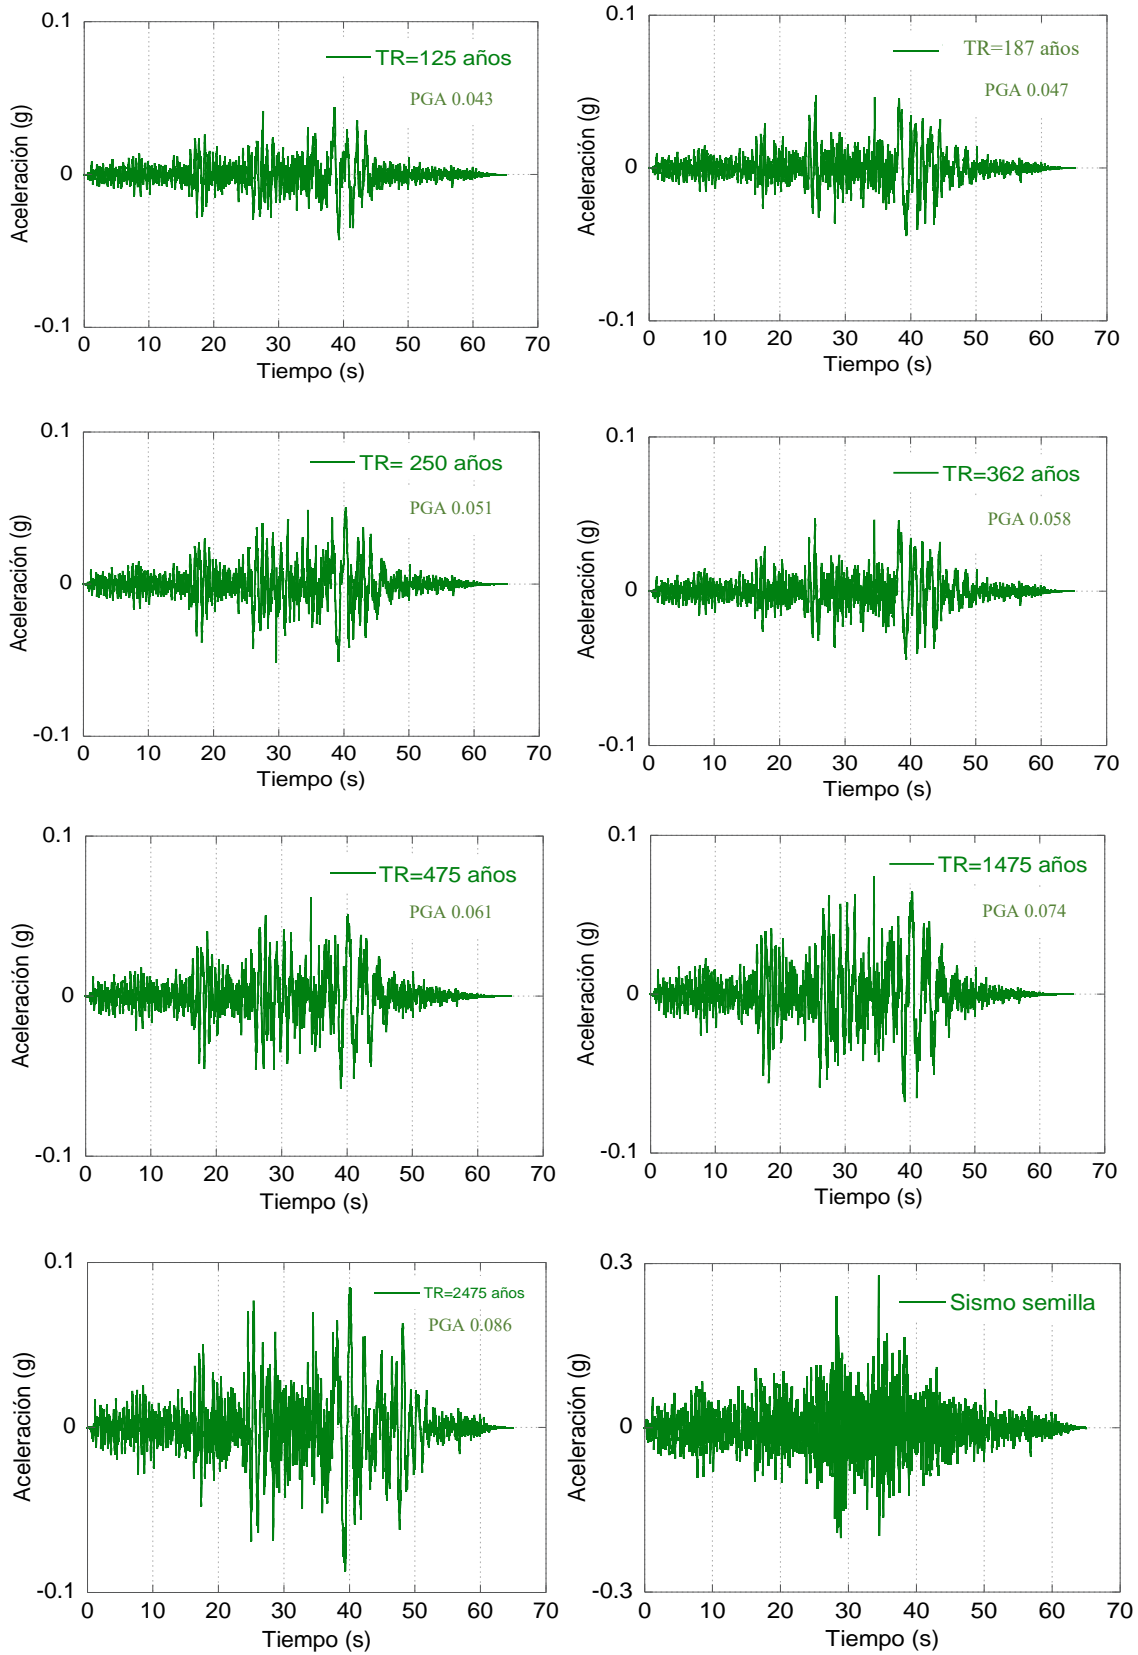 0.1
TR=125 años
PGA 0.043
Aceleración (g)
0
-0.1
0 10 20 30 40 50 60 70
Tiempo (s)
0.1
TR=187 años
PGA 0.047
Aceleración (g)
0
-0.1
0 10 20 30 40 50 60 70
Tiempo (s)
0.1
TR= 250 años
PGA 0.051
Aceleración (g)
0
-0.1
0 10 20 30 40 50 60 70
Tiempo (s)
0.1
TR=362 años
PGA 0.058
Aceleración (g)
0
-0.1
0 10 20 30 40 50 60 70
Tiempo (s)
0.1
TR=475 años
PGA 0.061
Aceleración (g)
0
-0.1
0 10 20 30 40 50 60 70
Tiempo (s)
0.1
TR=1475 años
PGA 0.074
Aceleración (g)
0
-0.1
0 10 20 30 40 50 60 70
Tiempo (s)
0.1
TR=2475 años
PGA 0.086
Aceleración (g)
0
-0.1
0 10 20 30 40 50 60 70
Tiempo (s)
0.3
Sismo semilla
Aceleración (g)
0
-0.3
0 10 20 30 40 50 60 70
Tiempo (s)